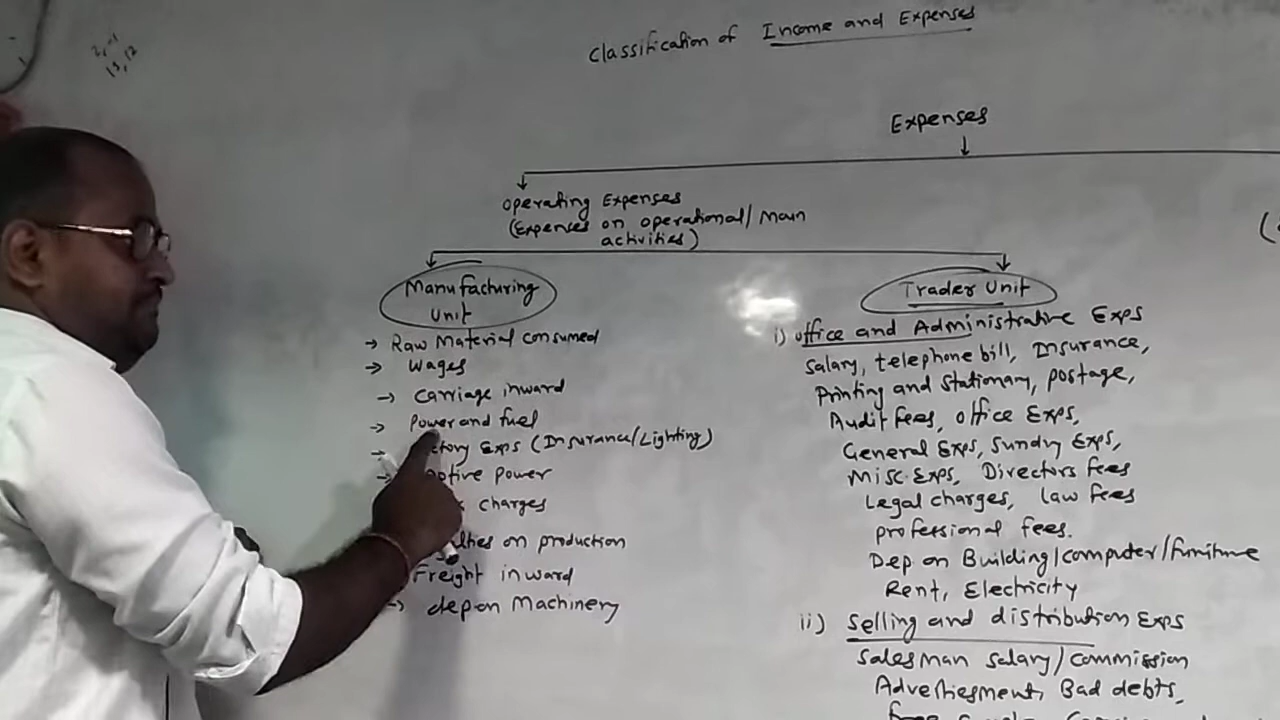 Classification of Income and Expenses
Expenses
Operating Expenses
(Expenses on operational/Main
activities)
Manufacturing
Unit
→ Raw Material consumed
→ Wages
→ Carriage inward
→ Power and fuel
Exps (Insurance/Lighting)
power
charges
on production
Freight inward
→ dep on Machinery
Trader Unit
i) office and Administrative Exps
Salary, telephone bill, Insurance,
Printing and Stationary, postage,
Audit Fees, office Exps,
General Exps, Sundry Exps,
Misc. Exps, Directors fees
Legal charges, law fees
professional fees.
Dep on Building/computer/furniture
Rent, Electricity
ii) Selling and distribution Exps
Salesman salary/commission
Advertiesment, Bad debts,